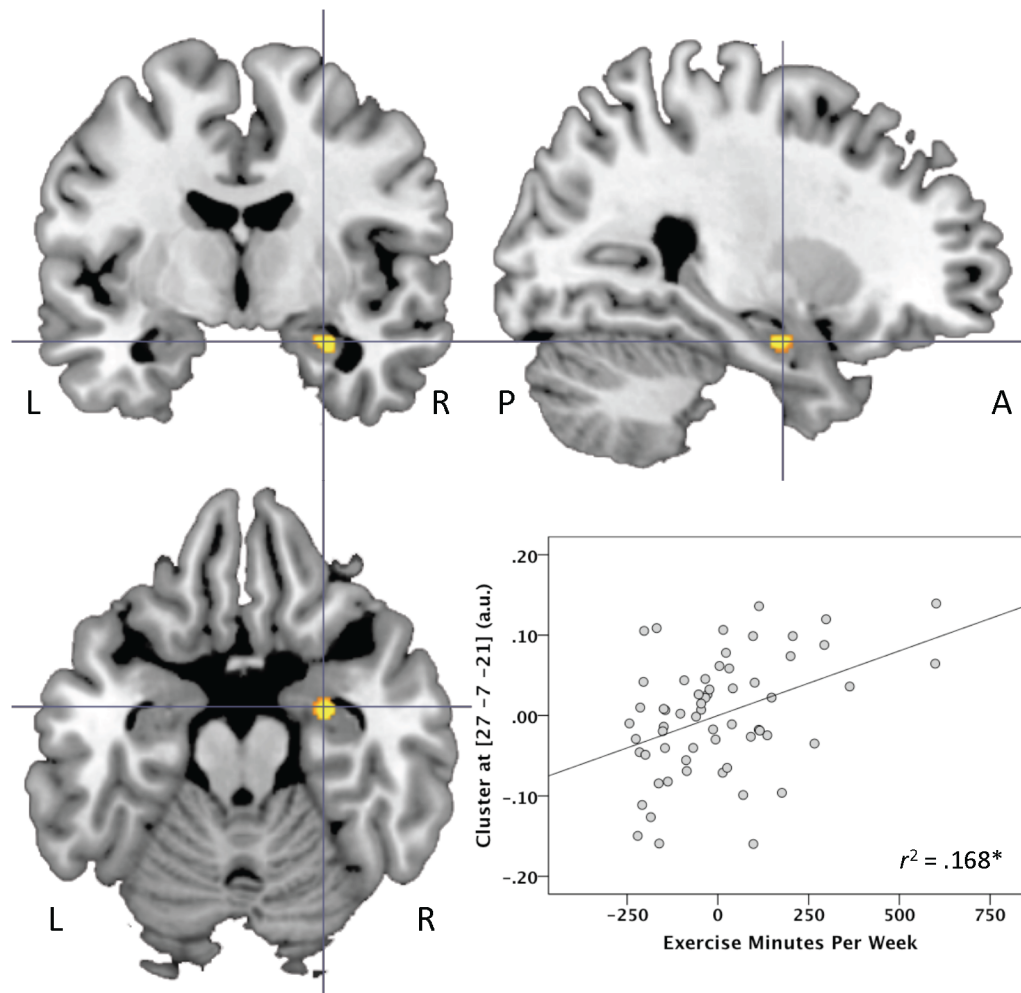 L
R
P
A
L
R
Cluster at [27 −7 −21] (a.u.)
.20
.10
.00
-.10
-.20
r² = .168*
-250
0
250
500
750
Exercise Minutes Per Week